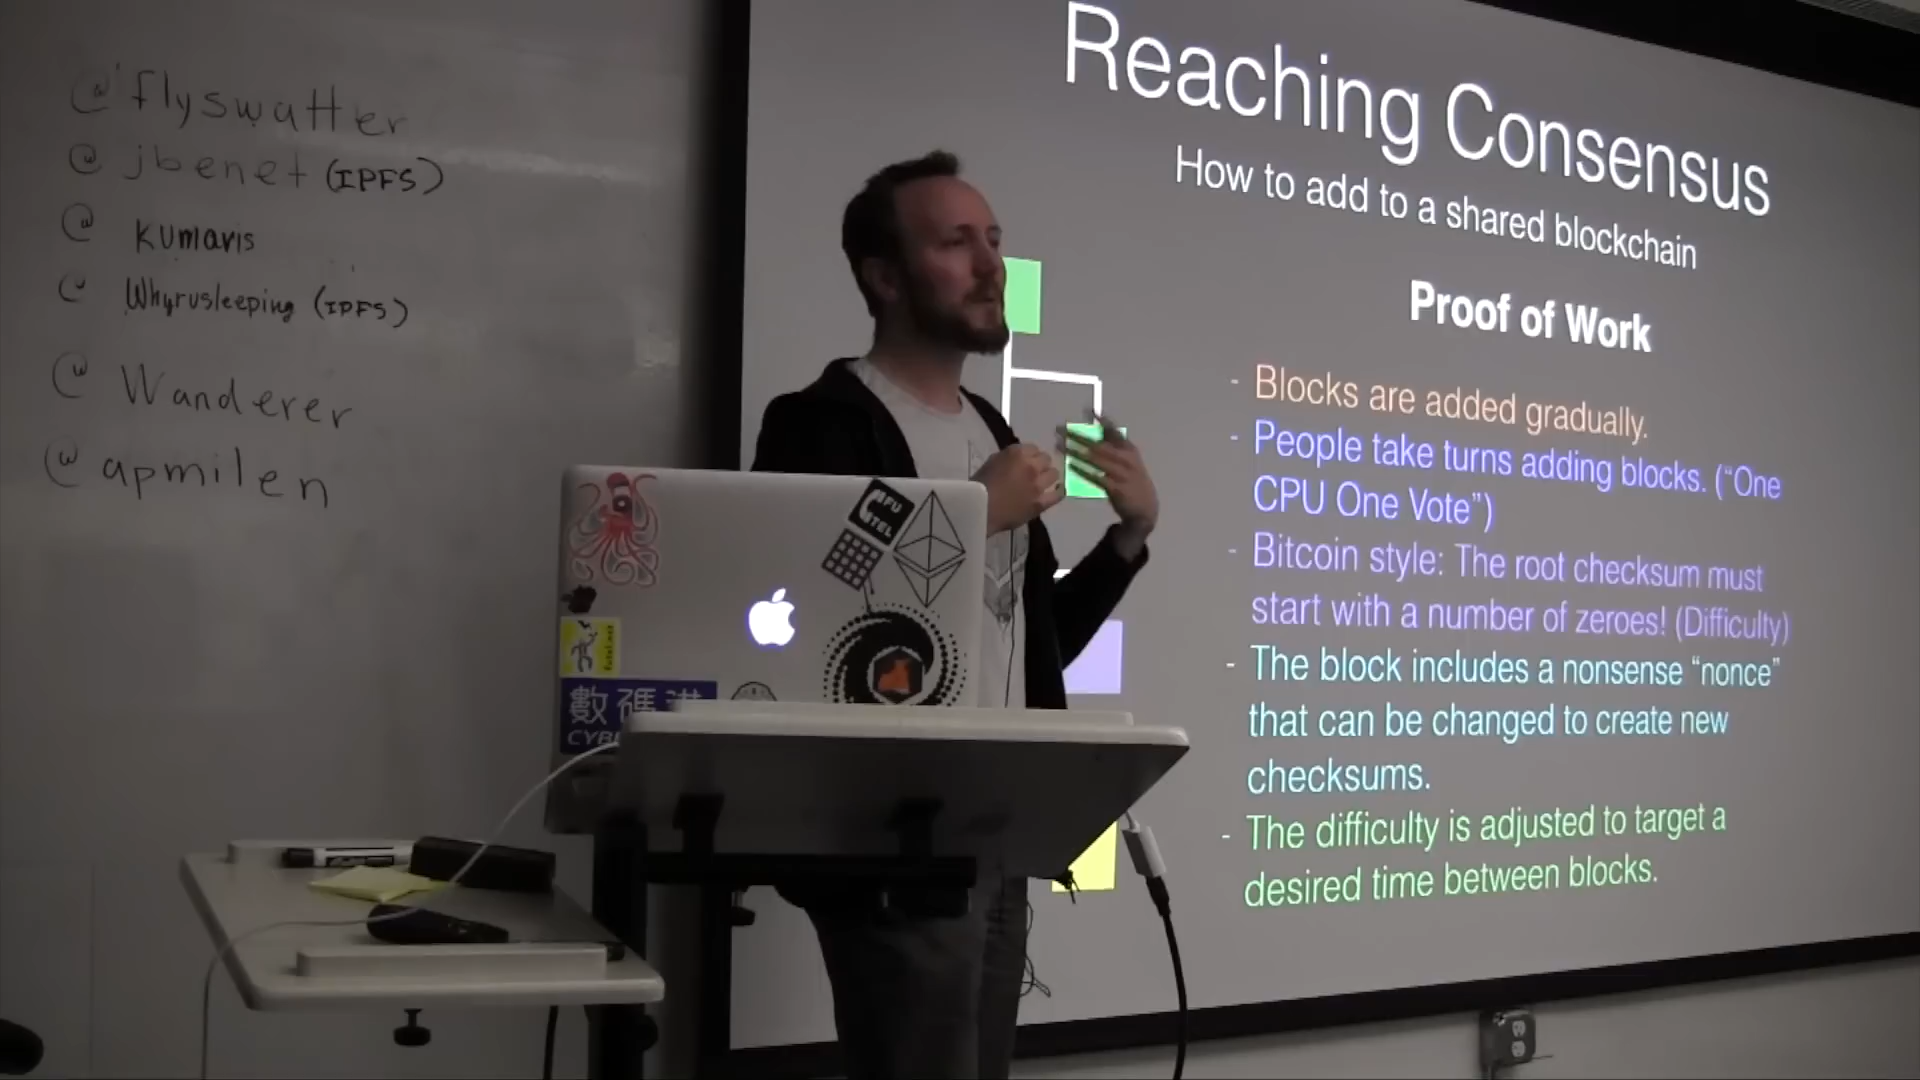 @flyswatter
@jbenet (IPFS)
@ kumavis
@ Whyrusleeping (IPFS)
@ Wanderer
@apmilen
Reaching Consensus
How to add to a shared blockchain
Proof of Work
- Blocks are added gradually.
- People take turns adding blocks. (“One
CPU One Vote”)
- Bitcoin style: The root checksum must
start with a number of zeroes! (Difficulty)
- The block includes a nonsense “nonce”
that can be changed to create new
checksums.
- The difficulty is adjusted to target a
desired time between blocks.
FU
TEL
數碼港